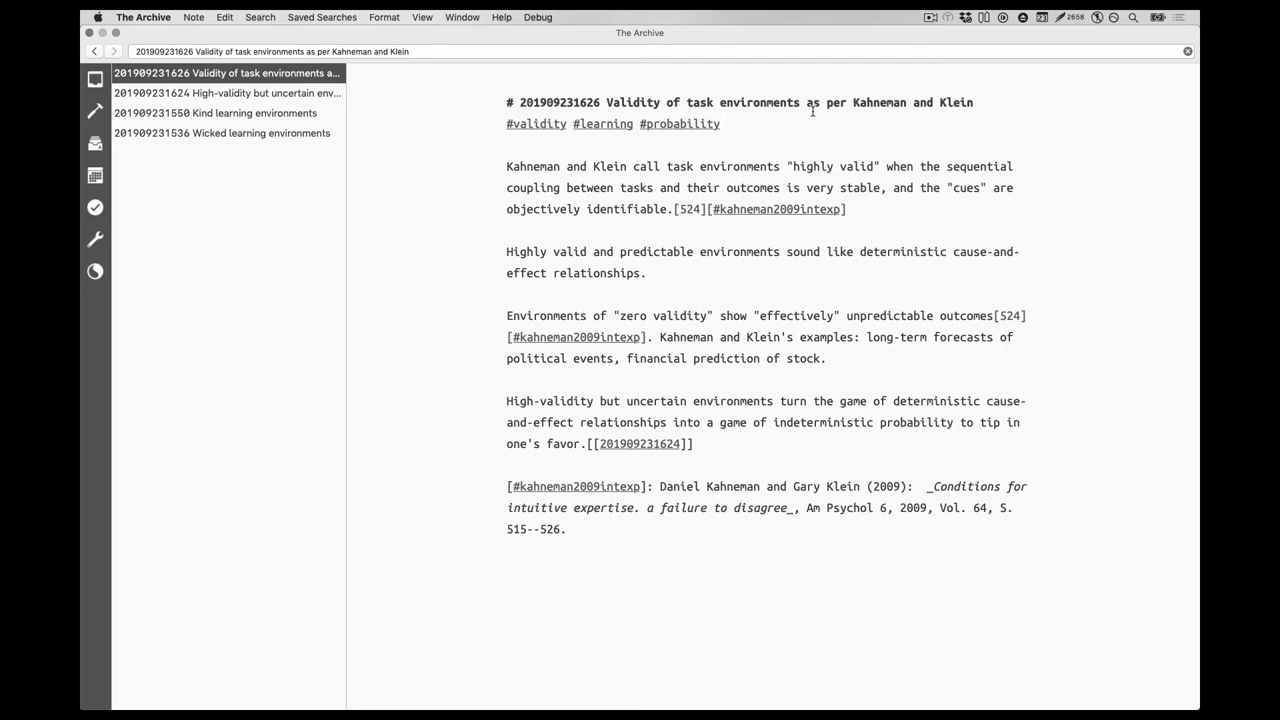 The Archive Note Edit Search Saved Searches Format View Window Help Debug 23 2658
The Archive
201909231626 Validity of task environments as per Kahneman and Klein
201909231626 Validity of task environments a...
201909231624 High-validity but uncertain env...
201909231550 Kind learning environments
201909231536 Wicked learning environments
# 201909231626 Validity of task environments as per Kahneman and Klein
#validity #learning #probability
Kahneman and Klein call task environments "highly valid" when the sequential
coupling between tasks and their outcomes is very stable, and the "cues" are
objectively identifiable.[524][#kahneman2009intexp]
Highly valid and predictable environments sound like deterministic cause-and-
effect relationships.
Environments of "zero validity" show "effectively" unpredictable outcomes[524]
[#kahneman2009intexp]. Kahneman and Klein's examples: long-term forecasts of
political events, financial prediction of stock.
High-validity but uncertain environments turn the game of deterministic cause-
and-effect relationships into a game of indeterministic probability to tip in
one's favor.[[201909231624]]
[#kahneman2009intexp]: Daniel Kahneman and Gary Klein (2009): _Conditions for
intuitive expertise. a failure to disagree_, Am Psychol 6, 2009, Vol. 64, S.
515--526.